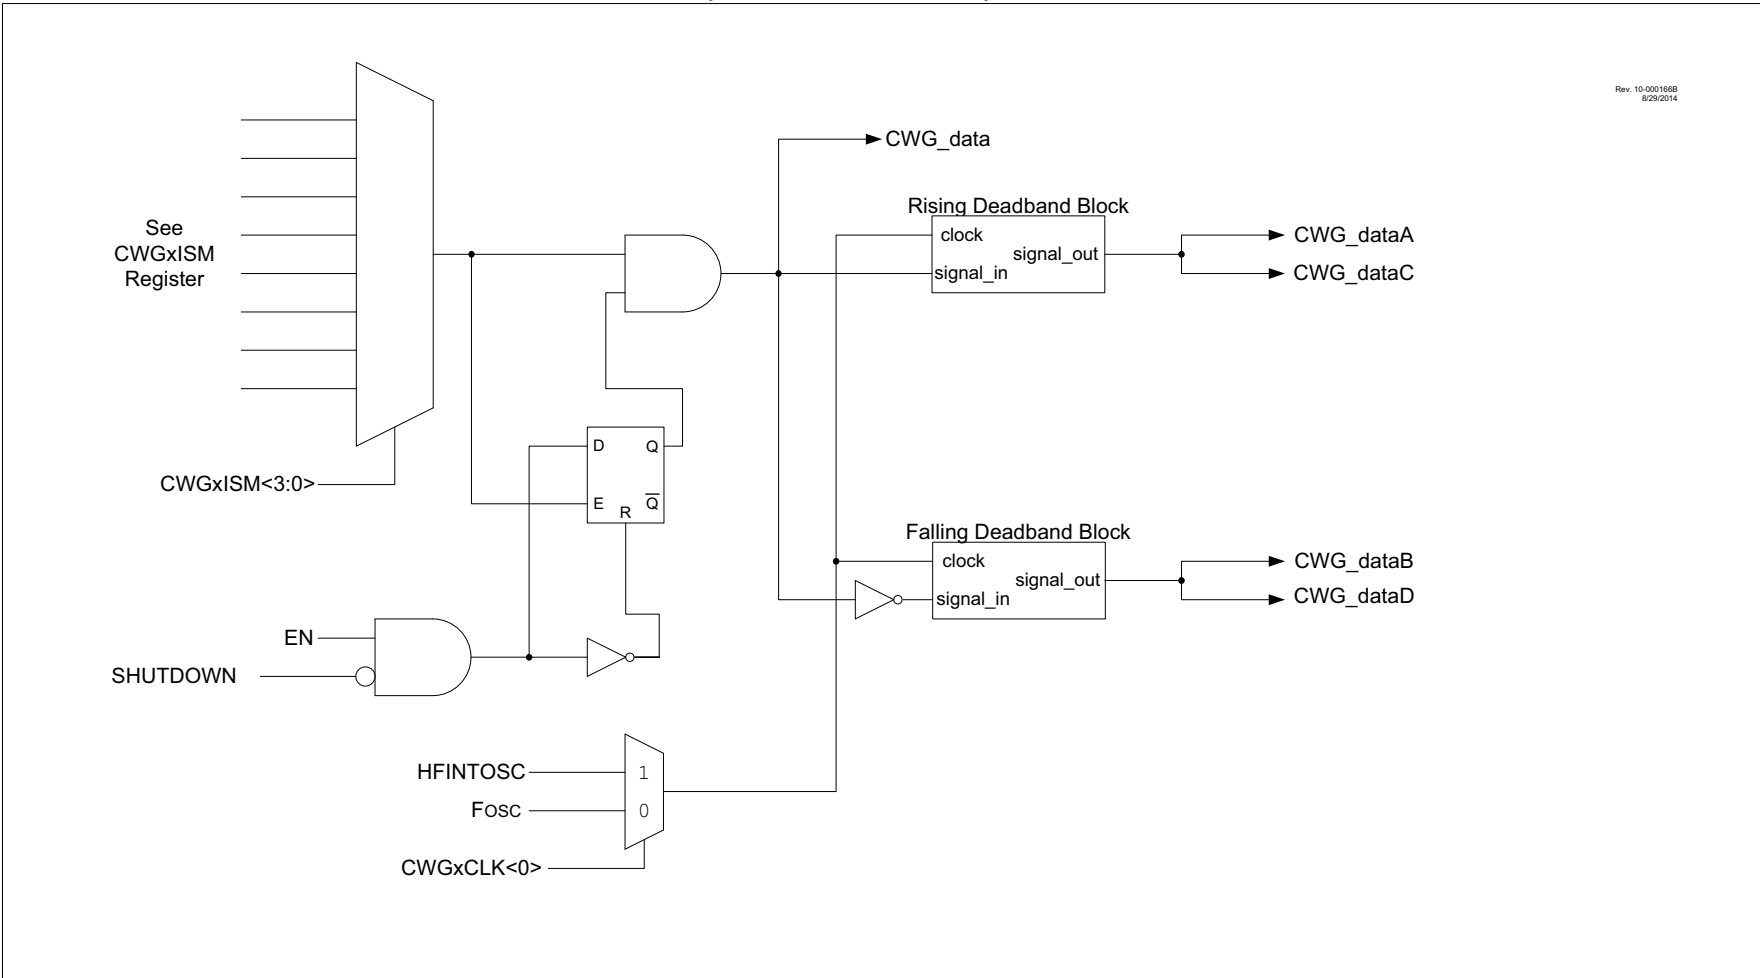 Rev. 10-000166B
8/29/2014
CWG_data
Rising Deadband Block
clock
signal_out
signal_in
CWG_dataA
CWG_dataC
See
CWGxISM
Register
D
Q
E
R
Q̅
CWGxISM<3:0>
Falling Deadband Block
clock
signal_out
signal_in
CWG_dataB
CWG_dataD
EN
SHUTDOWN
HFINTOSC
1
FOSC
0
CWGxCLK<0>